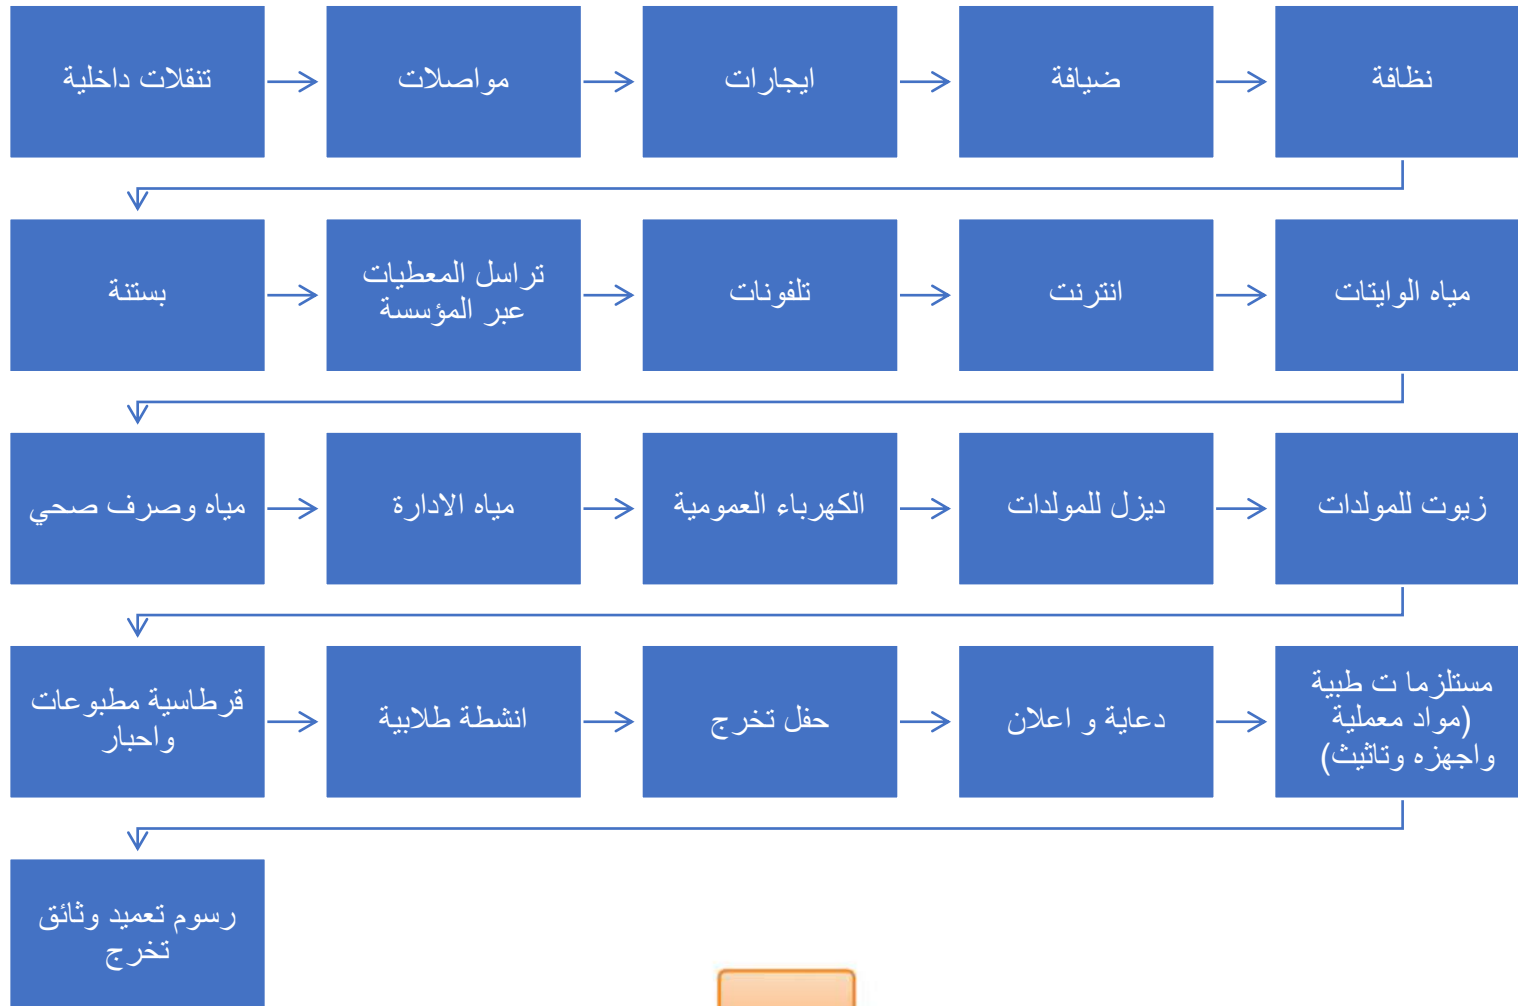 تنقلات داخلية
مواصلات
ايجارات
ضيافة
نظافة
بستنة
تراسل المعطيات
عبر المؤسسة
تلفونات
انترنت
مياه الوايتات
مياه وصرف صحي
مياه الادارة
الكهرباء العمومية
ديزل للمولدات
زيوت للمولدات
قرطاسية مطبوعات
واحبار
انشطة طلابية
حفل تخرج
دعاية و اعلان
مستلزما ت طبية
(مواد معملية
واجهزه وتاثيث)
رسوم تعميد وثائق
تخرج